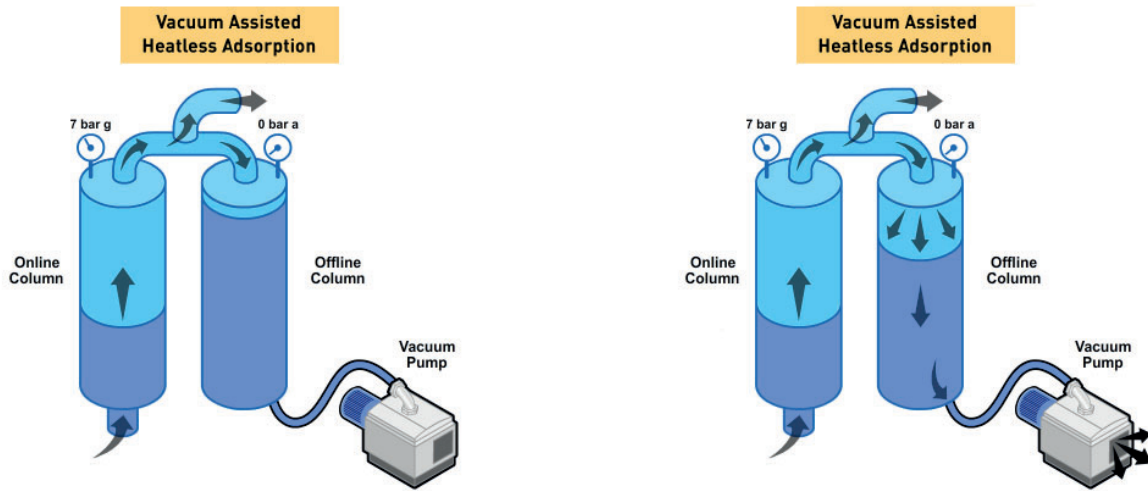 Vacuum Assisted
Heatless Adsorption
7 bar g
0 bar a
Online
Column
Offline
Column
Vacuum
Pump
Vacuum Assisted
Heatless Adsorption
7 bar g
0 bar a
Online
Column
Offline
Column
Vacuum
Pump